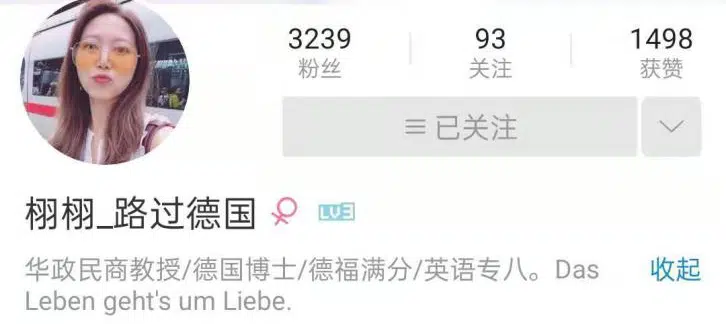 3239
93
1498
粉丝
关注
获赞
已关注
栩栩_路过德国
LV3
华政民商教授/德国博士/德福满分/英语专八。Das
收起
Leben geht's um Liebe.